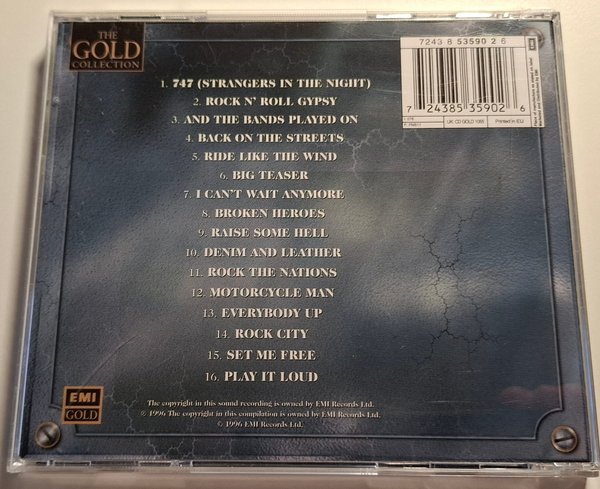 THE
GOLD
COLLECTION
7243 8 53590 2 6
7 24385 35902 6
UK: CD GOLD 1055
Printed in EU
1. 747 (STRANGERS IN THE NIGHT)
2. ROCK N' ROLL GYPSY
3. AND THE BANDS PLAYED ON
4. BACK ON THE STREETS
5. RIDE LIKE THE WIND
6. BIG TEASER
7. I CAN'T WAIT ANYMORE
8. BROKEN HEROES
9. RAISE SOME HELL
10. DENIM AND LEATHER
11. ROCK THE NATIONS
12. MOTORCYCLE MAN
13. EVERYBODY UP
14. ROCK CITY
15. SET ME FREE
16. PLAY IT LOUD
EMI
GOLD
The copyright in this sound recording is owned by EMI Records Ltd.
℗ 1996 The copyright in this compilation is owned by EMI Records Ltd.
© 1996 EMI Records Ltd.